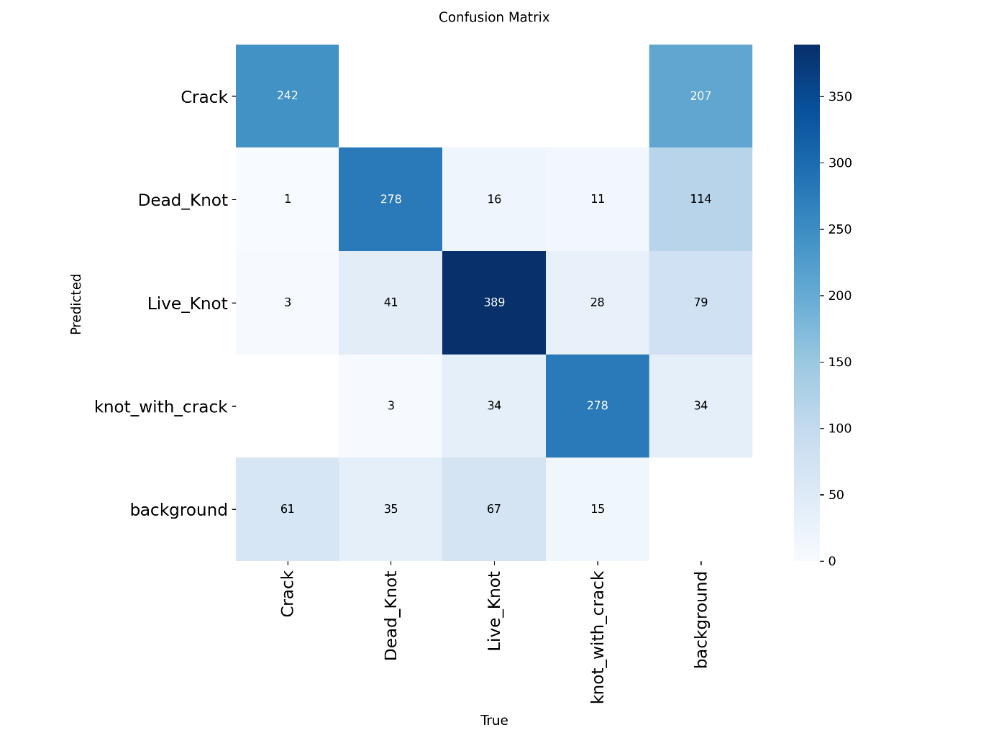 Confusion Matrix
Crack 242 207
Dead_Knot 1 278 16 11 114
Live_Knot 3 41 389 28 79
knot_with_crack 3 34 278 34
background 61 35 67 15
Predicted
Crack Dead_Knot Live_Knot knot_with_crack background
True
350
300
250
200
150
100
50
0